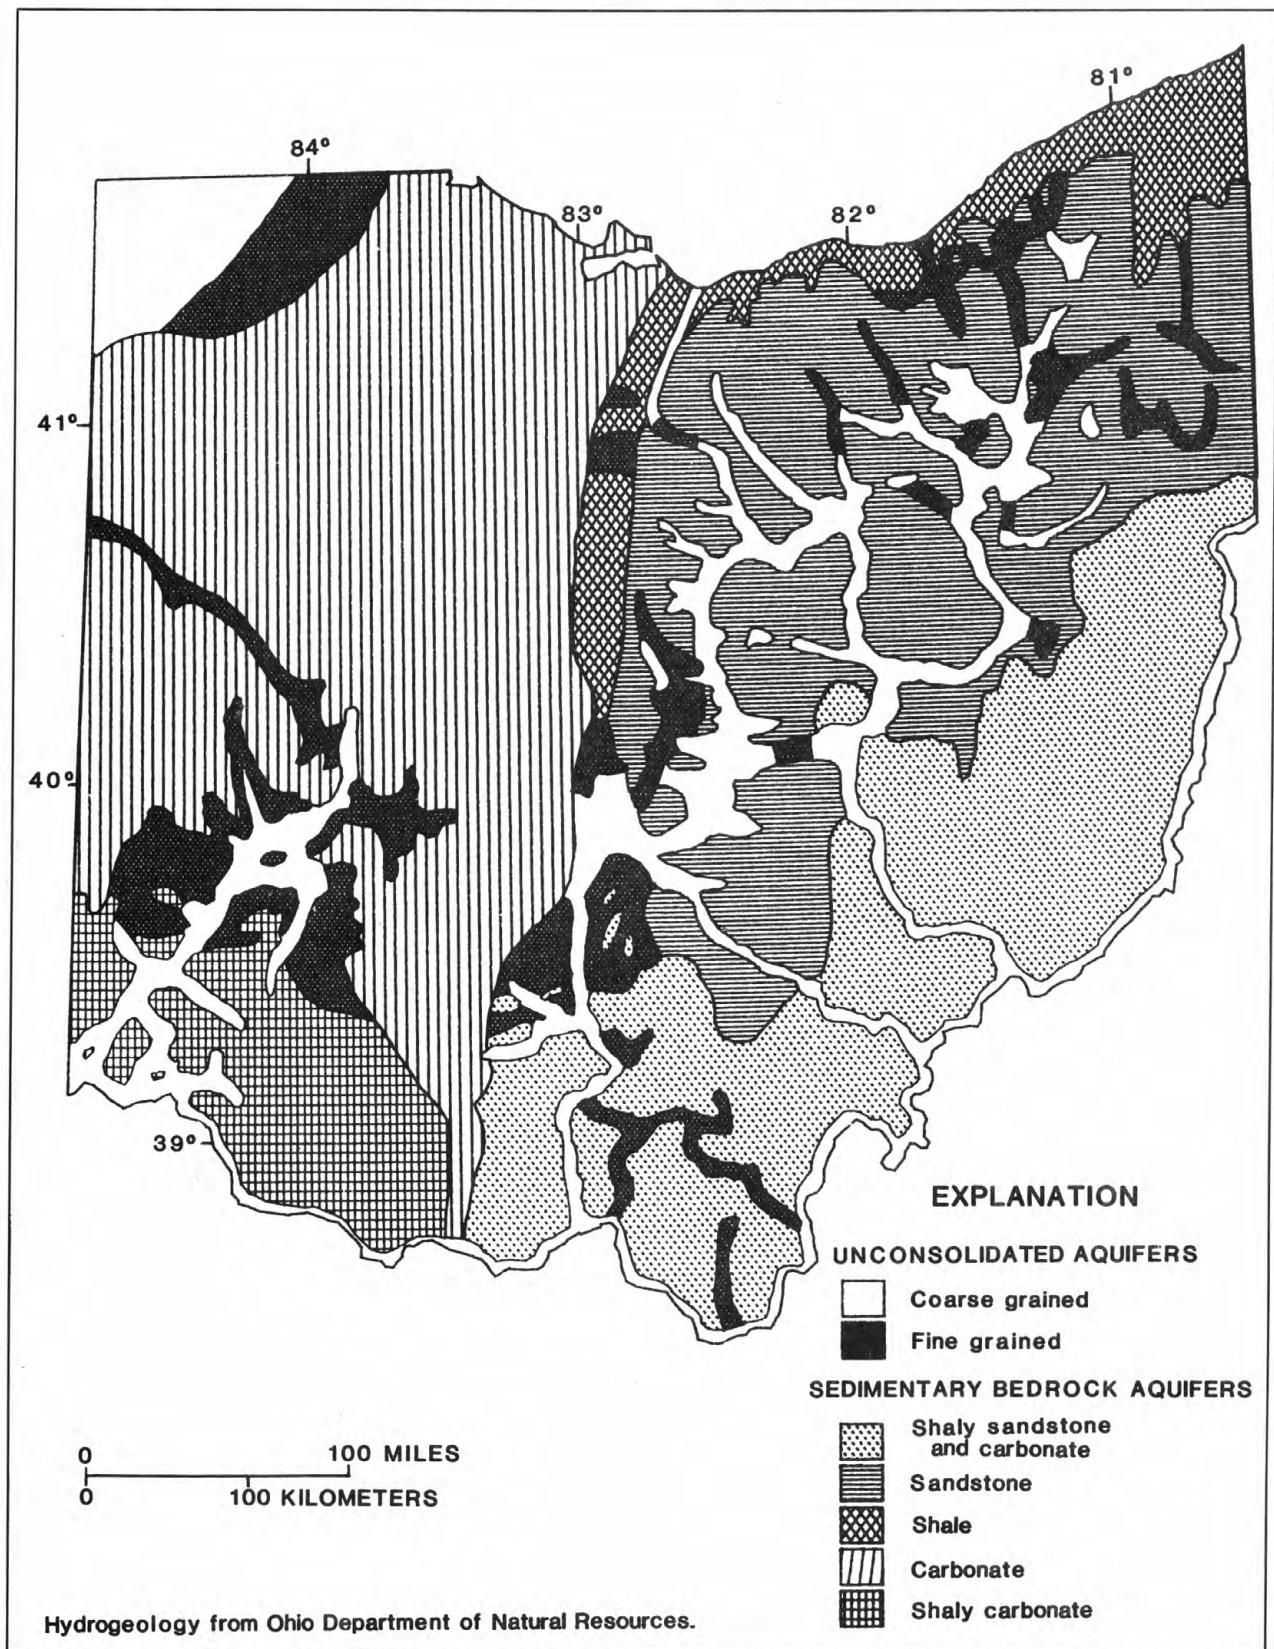 81°
84°
83°
82°
41°
40°
39°
EXPLANATION
UNCONSOLIDATED AQUIFERS
Coarse grained
Fine grained
SEDIMENTARY BEDROCK AQUIFERS
Shaly sandstone
and carbonate
Sandstone
Shale
Carbonate
Shaly carbonate
0 100 MILES
0 100 KILOMETERS
Hydrogeology from Ohio Department of Natural Resources.